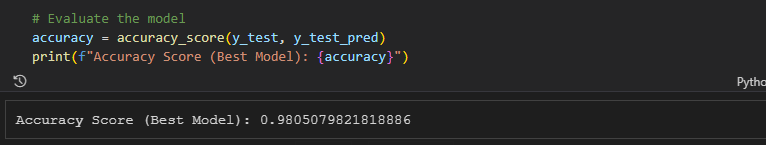 # Evaluate the model
accuracy = accuracy_score(y_test, y_test_pred)
print(f"Accuracy Score (Best Model): {accuracy}")
Pytho
Accuracy Score (Best Model): 0.9805079821818886